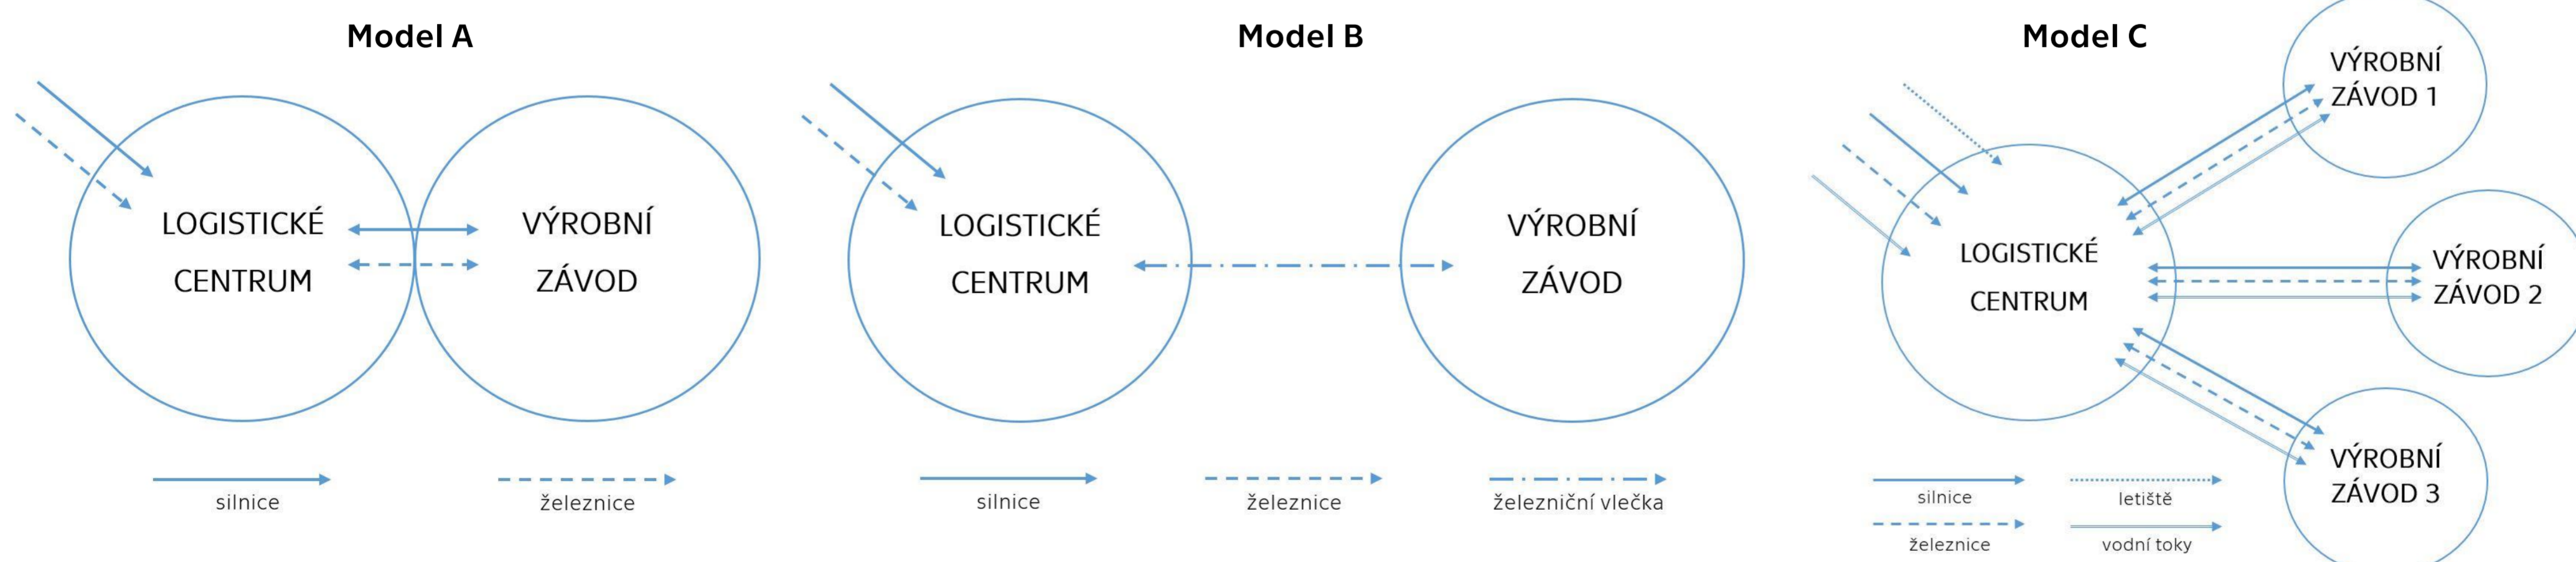 Model A
LOGISTICKÉ
CENTRUM
VÝROBNÍ
ZÁVOD
silnice
železnice
Model B
LOGISTICKÉ
CENTRUM
VÝROBNÍ
ZÁVOD
silnice
železnice
železniční vlečka
Model C
LOGISTICKÉ
CENTRUM
VÝROBNÍ
ZÁVOD 1
VÝROBNÍ
ZÁVOD 2
VÝROBNÍ
ZÁVOD 3
silnice
letiště
železnice
vodní toky